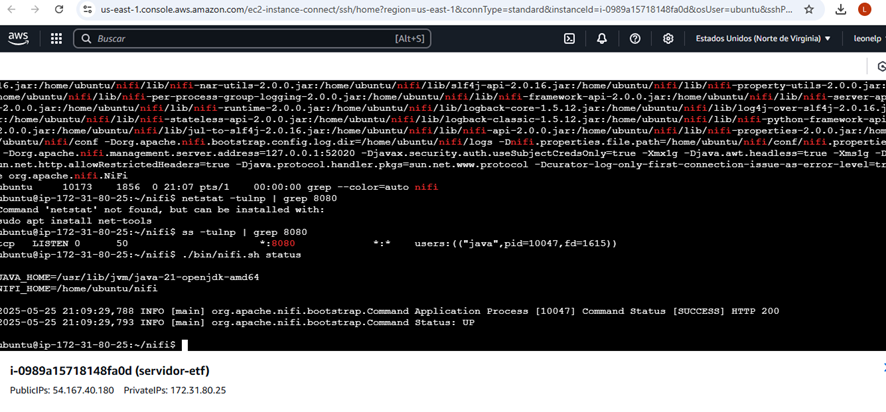 us-east-1.console.aws.amazon.com/ec2-instance-connect/ssh/home?region=us-east-1&connType=standard&instanceId=i-0989a15718148fa0d&osUser=ubuntu&sshP...
aws Buscar [Alt+S] Estados Unidos (Norte de Virginia) leonelp
16.jar:/home/ubuntu/nifi/lib/nifi-nar-utils-2.0.0.jar:/home/ubuntu/nifi/lib/slf4j-api-2.0.16.jar:/home/ubuntu/nifi/lib/nifi-property-utils-2.0.0.jar:
home/ubuntu/nifi/lib/nifi-per-process-group-logging-2.0.0.jar:/home/ubuntu/nifi/lib/nifi-framework-api-2.0.0.jar:/home/ubuntu/nifi/lib/nifi-server-ap
-2.0.0.jar:/home/ubuntu/nifi/lib/nifi-runtime-2.0.0.jar:/home/ubuntu/nifi/lib/logback-core-1.5.12.jar:/home/ubuntu/nifi/lib/log4j-over-slf4j-2.0.16.
/nifi-stateless-api-2.0.0.jar:/home/ubuntu/nifi/lib/logback-classic-1.5.12.jar:/home/ubuntu/nifi/lib/nifi-python-framework-api
2.0.0.jar:/home/ubuntu/nifi/lib/jul-to-slf4j-2.0.16.jar:/home/ubuntu/nifi/lib/nifi-api-2.0.0.jar:/home/ubuntu/nifi/lib/nifi-properties-2.0.0.jar:/home
ubuntu/nifi/conf -Dorg.apache.nifi.bootstrap.config.log.dir=/home/ubuntu/nifi/logs -Dnifi.properties.file.path=/home/ubuntu/nifi/conf/nifi.properties
-Dorg.apache.nifi.management.server.address=127.0.0.1:52020 -Djavax.security.auth.useSubjectCredsOnly=true -Xmx1g -Djava.awt.headless=true -Xms1g -D
un.net.http.allowRestrictedHeaders=true -Djava.protocol.handler.pkgs=sun.net.www.protocol -Dcurator-log-only-first-connection-issue-as-error-level=tr
e org.apache.nifi.NiFi
ubuntu 10173 1856 0 21:07 pts/1 00:00:00 grep --color=auto nifi
ubuntu@ip-172-31-80-25:~/nifi$ netstat -tulnp | grep 8080
Command 'netstat' not found, but can be installed with:
sudo apt install net-tools
ubuntu@ip-172-31-80-25:~/nifi$ ss -tulnp | grep 8080
tcp LISTEN 0 50 *:8080 *:* users:(("java",pid=10047,fd=1615))
ubuntu@ip-172-31-80-25:~/nifi$ ./bin/nifi.sh status
JAVA_HOME=/usr/lib/jvm/java-21-openjdk-amd64
NIFI_HOME=/home/ubuntu/nifi
2025-05-25 21:09:29,788 INFO [main] org.apache.nifi.bootstrap.Command Application Process [10047] Command Status [SUCCESS] HTTP 200
2025-05-25 21:09:29,793 INFO [main] org.apache.nifi.bootstrap.Command Status: UP
ubuntu@ip-172-31-80-25:~/nifi$
i-0989a15718148fa0d (servidor-etf)
PublicIPs: 54.167.40.180 PrivateIPs: 172.31.80.25